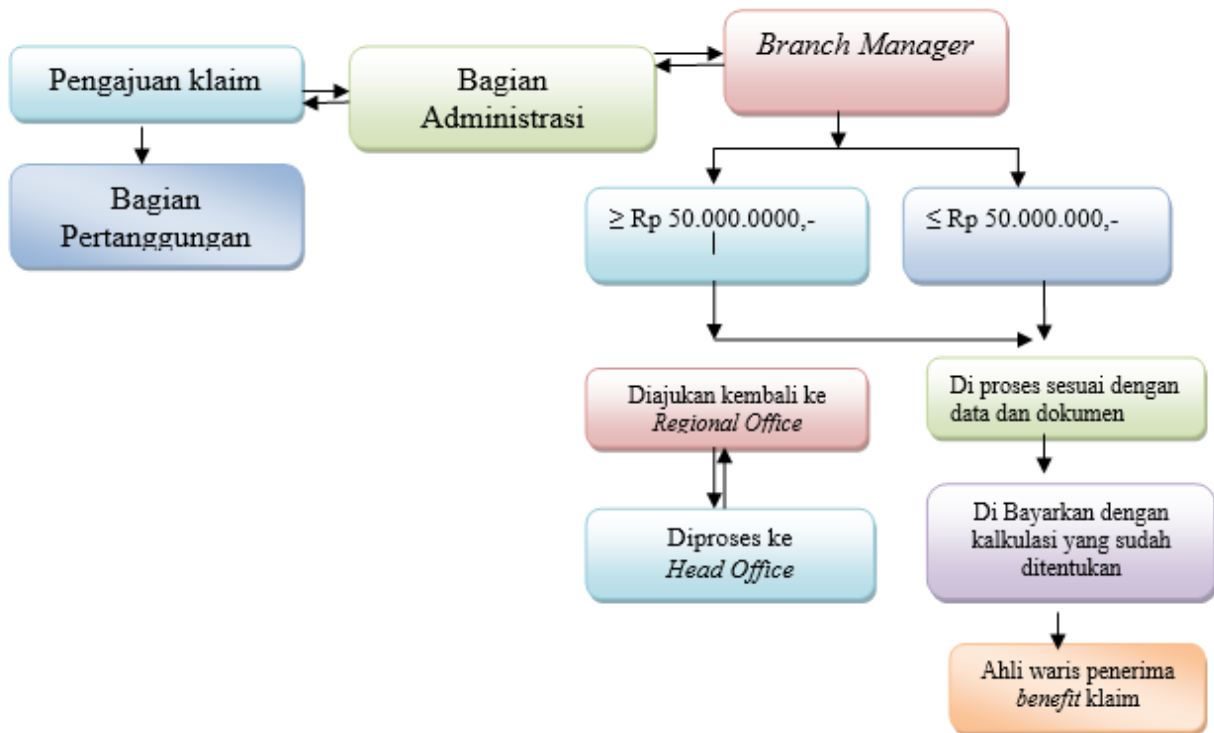 Pengajuan klaim
Bagian
Administrasi
Branch Manager
Bagian
Pertanggungan
≥ Rp 50.000.0000,-
≤ Rp 50.000.000,-
Diajukan kembali ke
Regional Office
Di proses sesuai dengan
data dan dokumen
Diproses ke
Head Office
Di Bayarkan dengan
kalkulasi yang sudah
ditentukan
Ahli waris penerima
benefit klaim